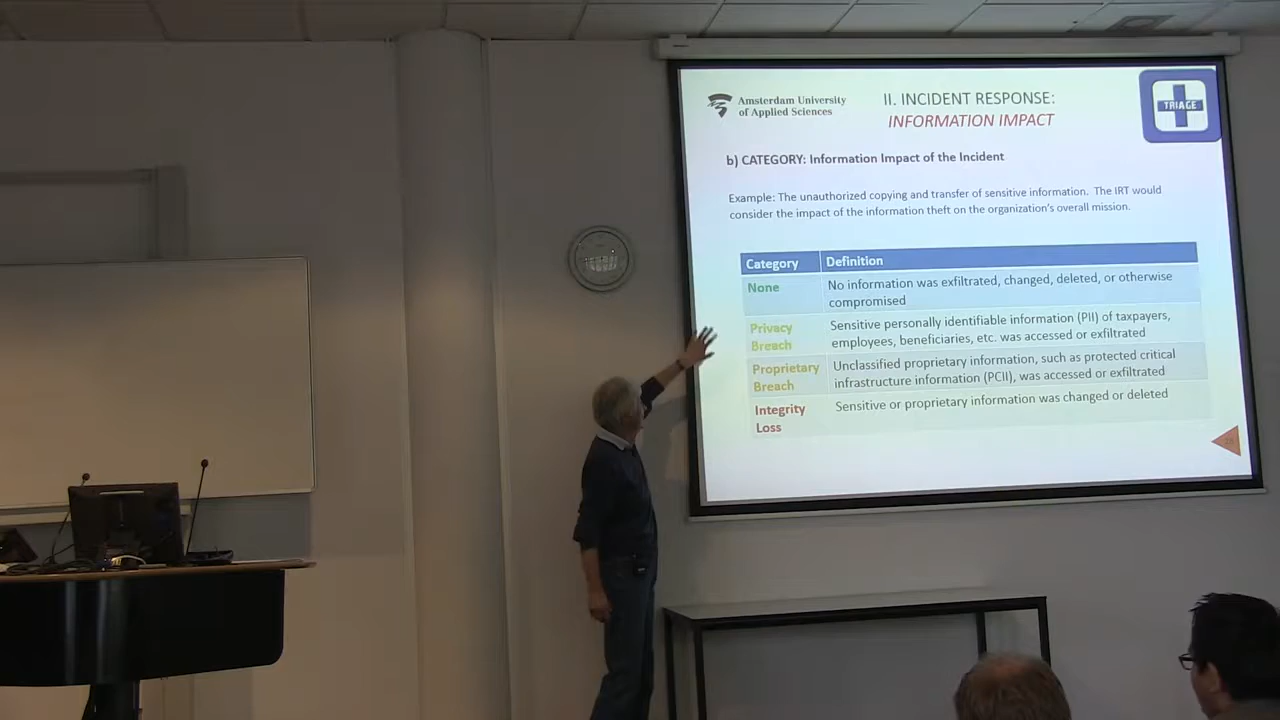 Amsterdam University
of Applied Sciences
II. INCIDENT RESPONSE:
INFORMATION IMPACT
TRIAGE
b) CATEGORY: Information Impact of the Incident
Example: The unauthorized copying and transfer of sensitive information. The IRT would
consider the impact of the information theft on the organization's overall mission.
Category Definition
None No information was exfiltrated, changed, deleted, or otherwise
compromised
Privacy Sensitive personally identifiable information (PII) of taxpayers,
Breach employees, beneficiaries, etc. was accessed or exfiltrated
Proprietary Unclassified proprietary information, such as protected critical
Breach infrastructure information (PCII), was accessed or exfiltrated
Integrity Sensitive or proprietary information was changed or deleted
Loss